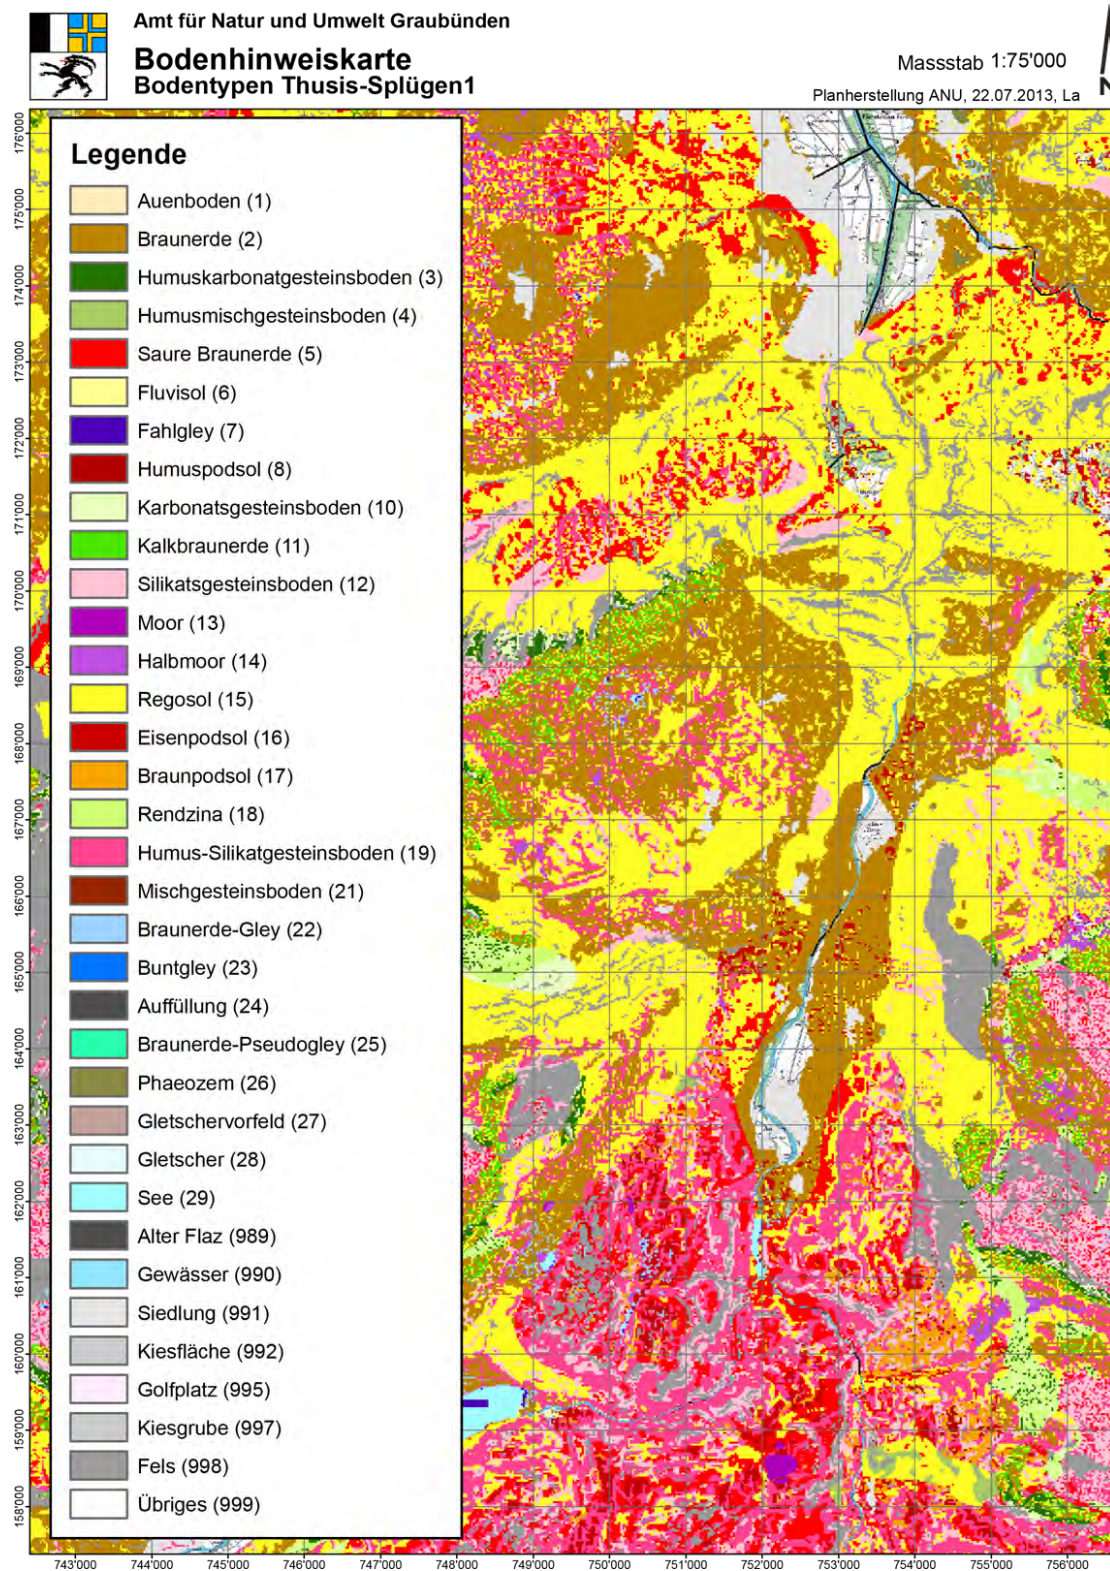 Amt für Natur und Umwelt Graubünden
Bodenhinweiskarte
Bodentypen Thusis-Splügen1
Massstab 1:75'000
Planherstellung ANU, 22.07.2013, La
N
Legende
Auenboden (1)
Braunerde (2)
Humuskarbonatgesteinsboden (3)
Humusmischgesteinsboden (4)
Saure Braunerde (5)
Fluvisol (6)
Fahlgley (7)
Humuspodsol (8)
Karbonatsgesteinsboden (10)
Kalkbraunerde (11)
Silikatsgesteinsboden (12)
Moor (13)
Halbmoor (14)
Regosol (15)
Eisenpodsol (16)
Braunpodsol (17)
Rendzina (18)
Humus-Silikatgesteinsboden (19)
Mischgesteinsboden (21)
Braunerde-Gley (22)
Buntgley (23)
Auffüllung (24)
Braunerde-Pseudogley (25)
Phaeozem (26)
Gletschervorfeld (27)
Gletscher (28)
See (29)
Alter Flaz (989)
Gewässer (990)
Siedlung (991)
Kiesfläche (992)
Golfplatz (995)
Kiesgrube (997)
Fels (998)
Übriges (999)
176'000
175'000
174'000
173'000
172'000
171'000
170'000
169'000
168'000
167'000
166'000
165'000
164'000
163'000
162'000
161'000
160'000
159'000
158'000
743'000 744'000 745'000 746'000 747'000 748'000 749'000 750'000 751'000 752'000 753'000 754'000 755'000 756'000